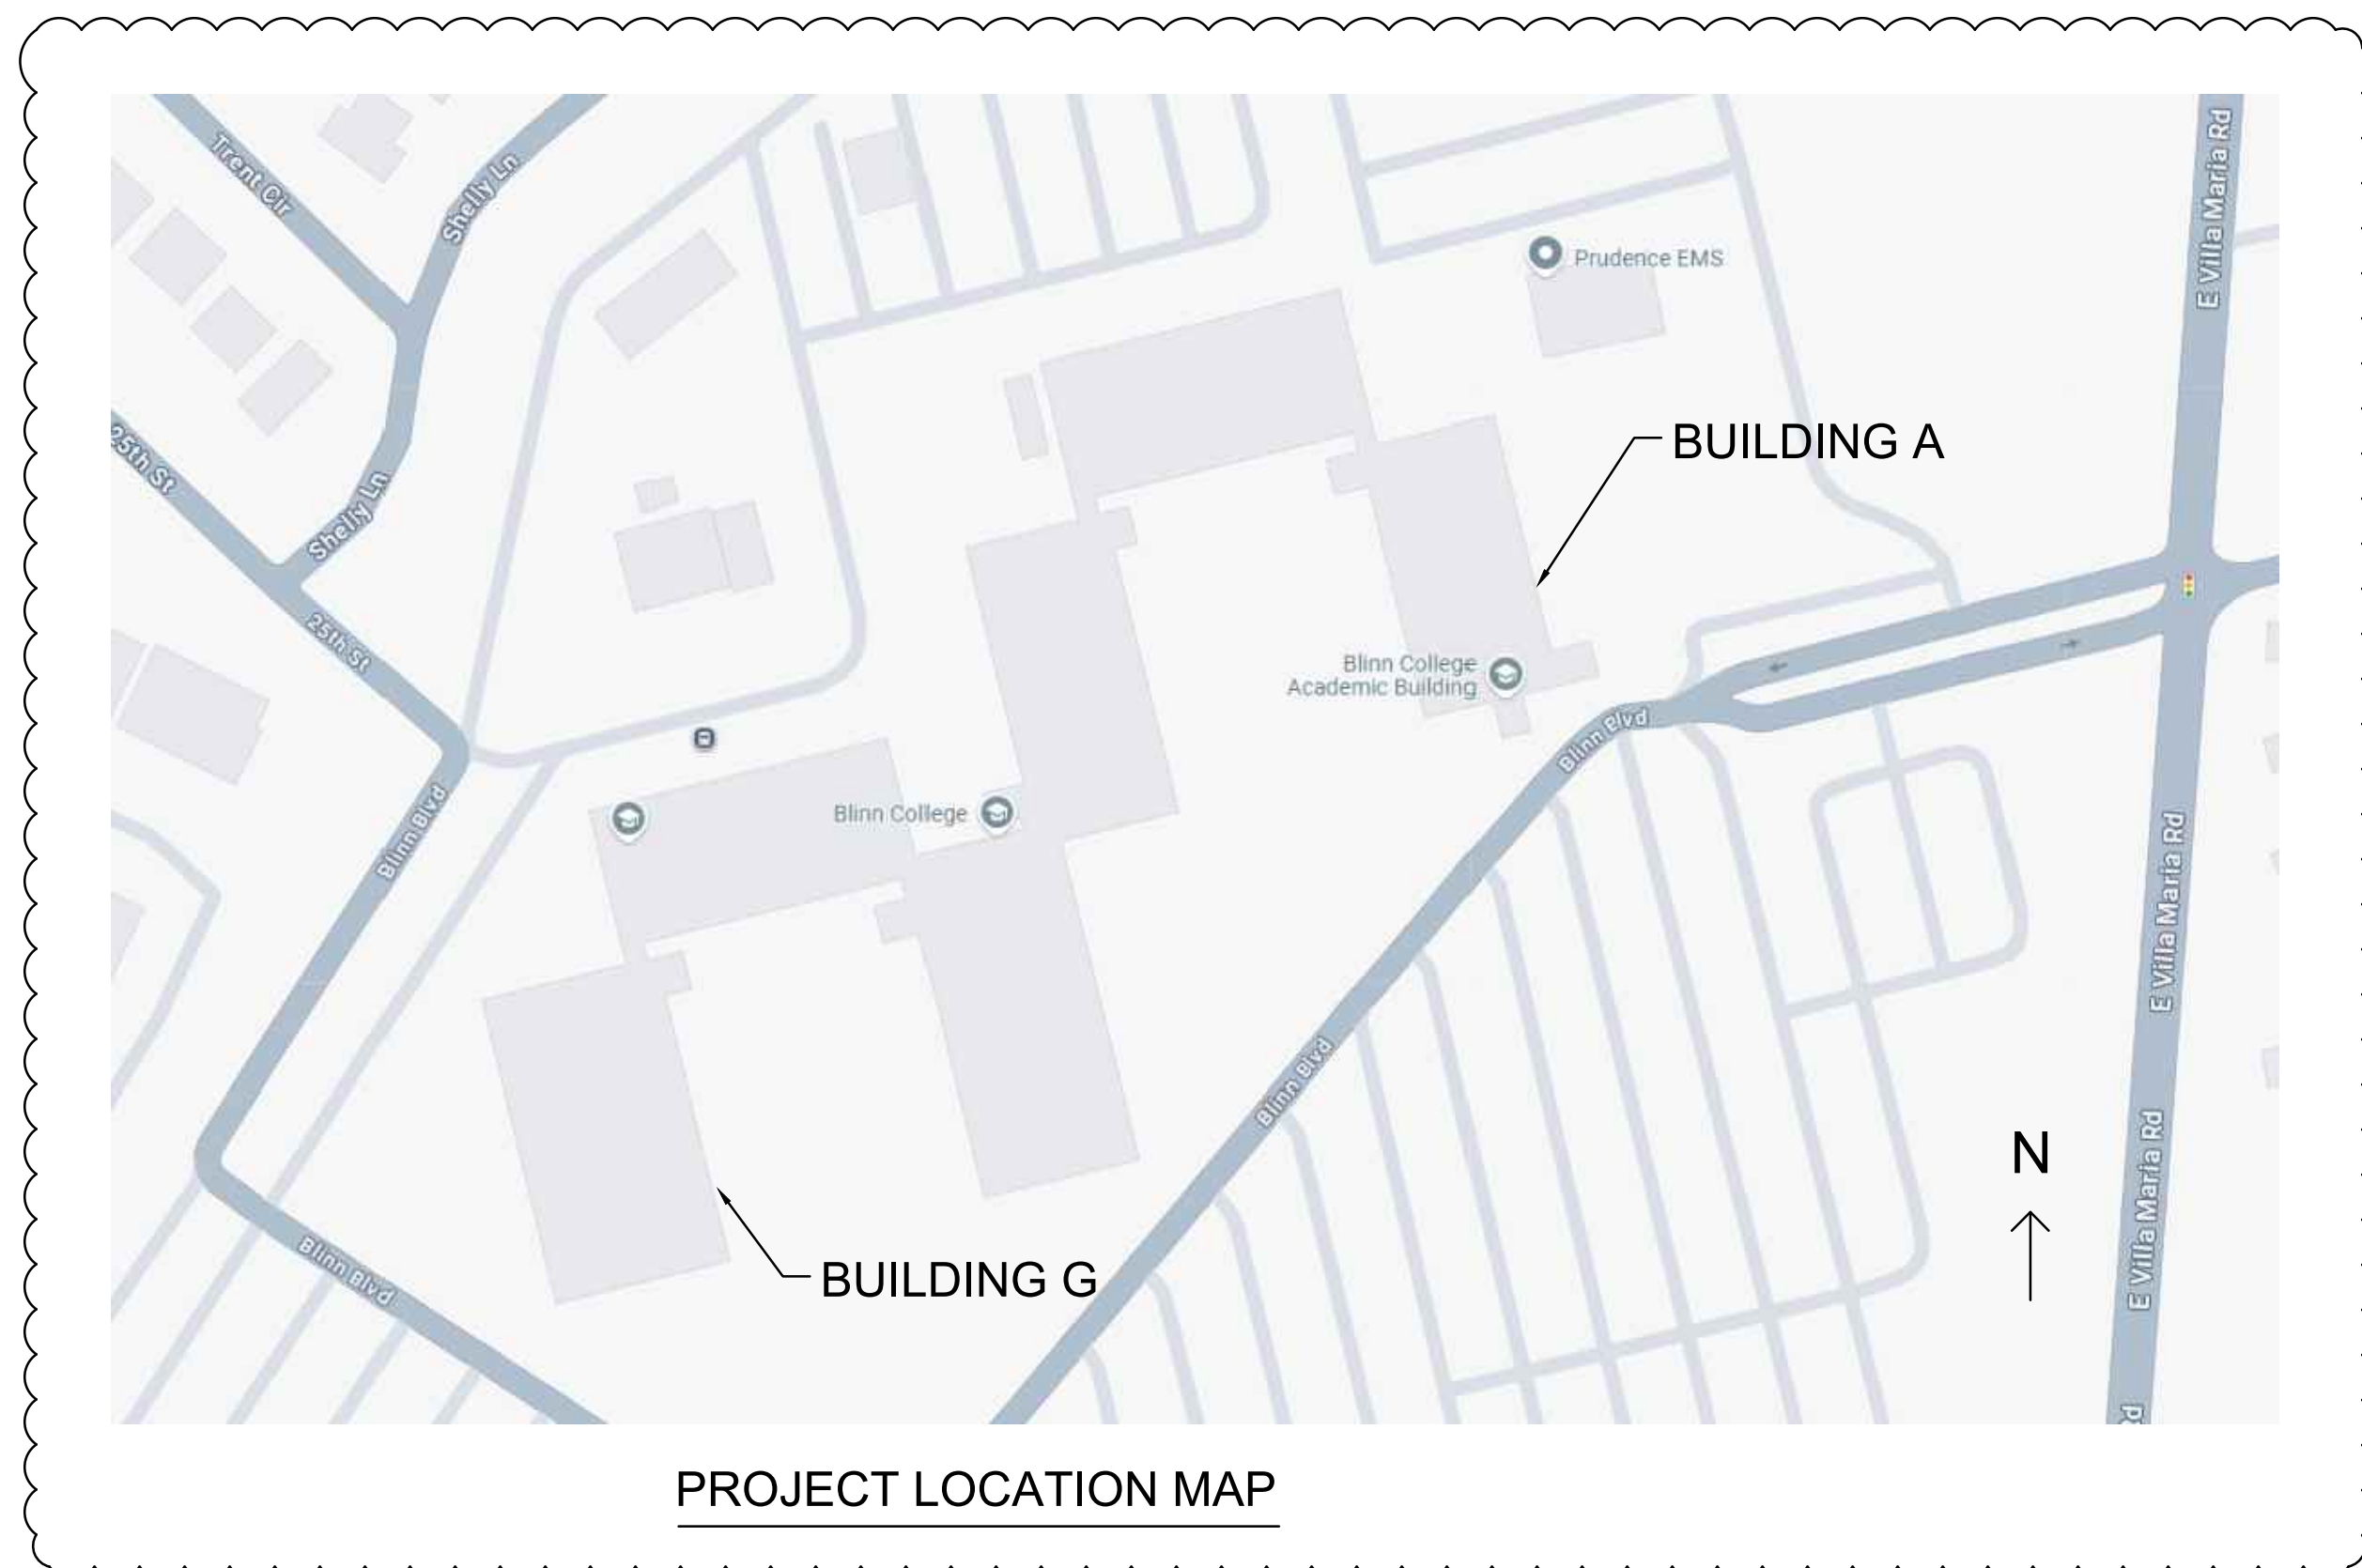 Trent Cir
Shelly Ln
E Villa Maria Rd
Prudence EMS
BUILDING A
25th St
Shelly Ln
25th St
Blinn College
Academic Building
Blinn Blvd
Blinn College
Blinn Blvd
E Villa Maria Rd
Blinn Blvd
N
E Villa Maria Rd
Blinn Blvd
BUILDING G
Rd
PROJECT LOCATION MAP